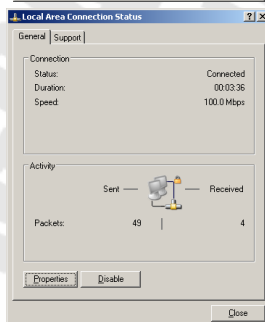 Local Area Connection Status
General Support
Connection
Status: Connected
Duration: 00:03:36
Speed: 100.0 Mbps
Activity
Sent Received
Packets: 49 4
Properties Disable
Close